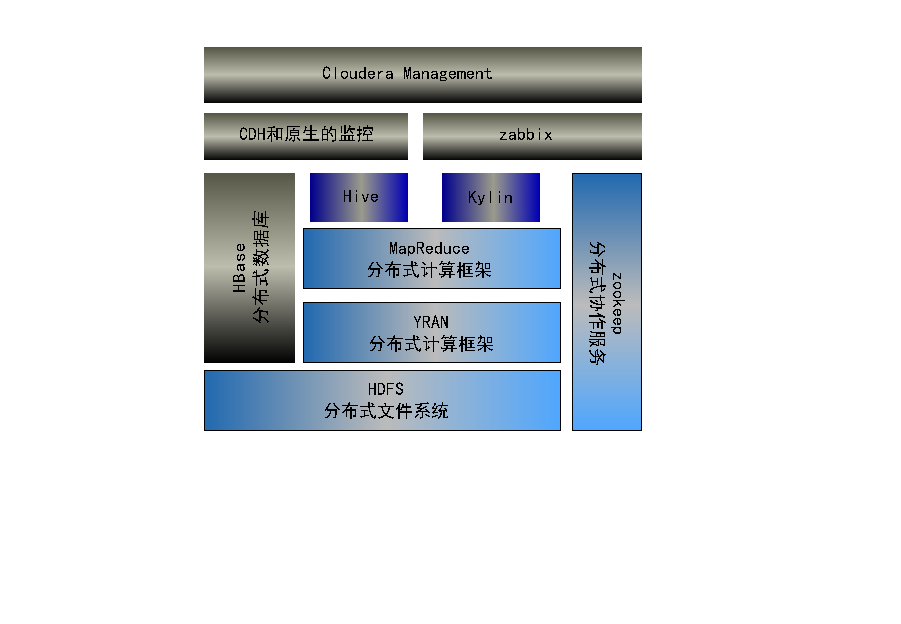 Cloudera Management
CDH和原生的监控
zabbix
HBase
分布式数据库
Hive
Kylin
MapReduce
分布式计算框架
YRAN
分布式计算框架
HDFS
分布式文件系统
zookeep
分布式协作服务